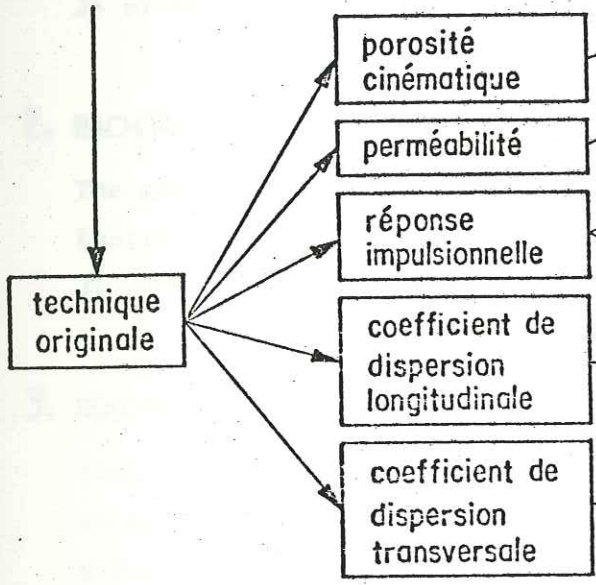 porosité
cinématique
perméabilité
réponse
impulsionnelle
technique
originale
coefficient de
dispersion
longitudinale
coefficient de
dispersion
transversale